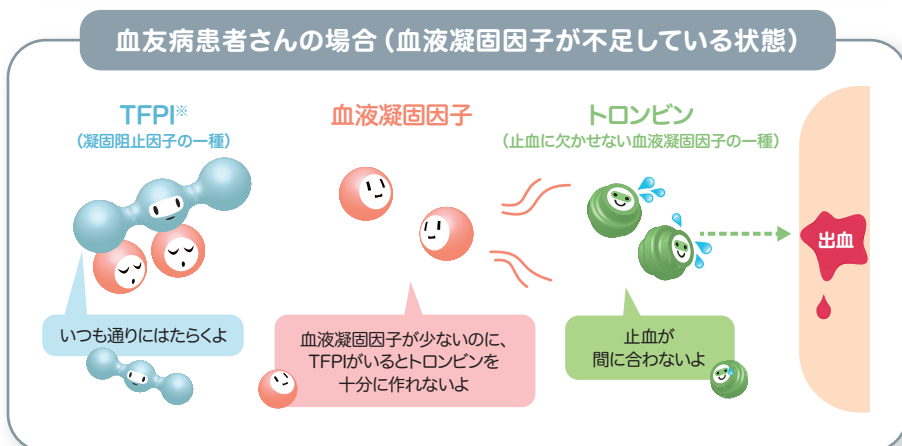 血友病患者さんの場合（血液凝固因子が不足している状態）
TFPI※
（凝固阻止因子の一種）
血液凝固因子
トロンビン
（止血に欠かせない血液凝固因子の一種）
出血
いつも通りにはたらくよ
血液凝固因子が少ないのに、
TFPIがいるとトロンビンを
十分に作れないよ
止血が
間に合わないよ